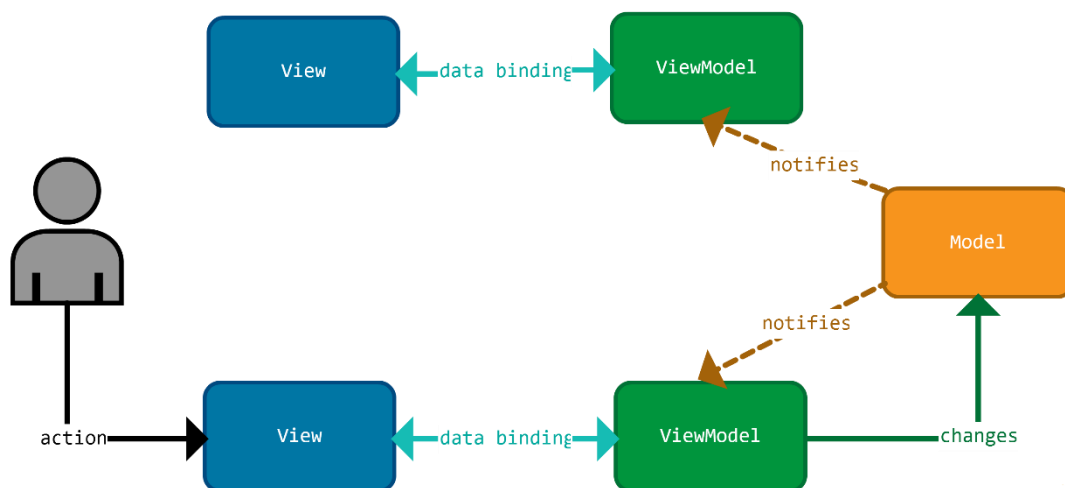 View
data binding
ViewModel
notifies
Model
notifies
action
View
data binding
ViewModel
changes